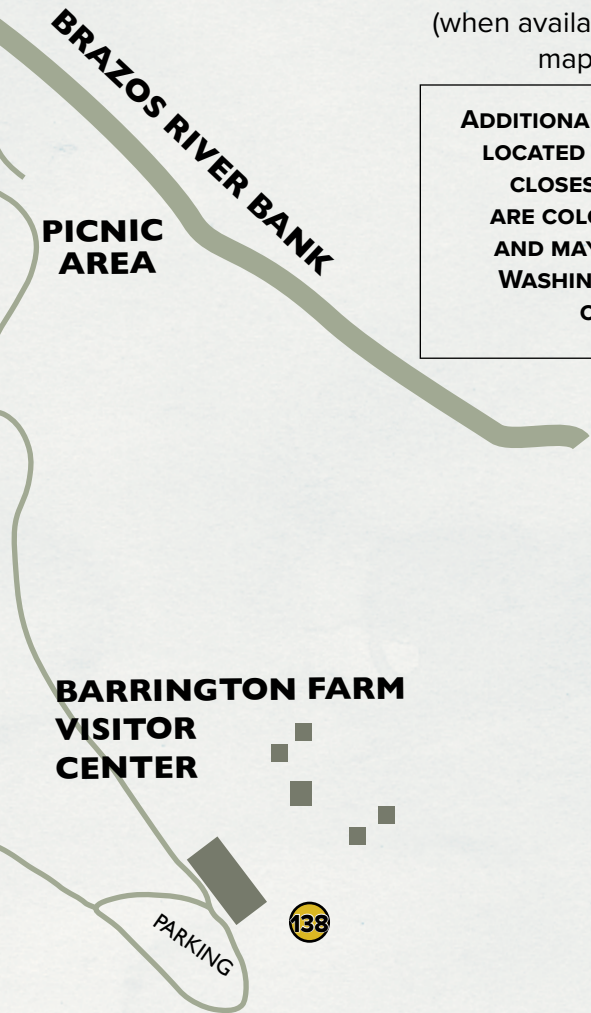 (when availa
map
ADDITIONA
LOCATED
CLOSES
ARE COLO
AND MAY
WASHIN
BRAZOS RIVER BANK
PICNIC
AREA
BARRINGTON FARM
VISITOR
CENTER
138
PARKING